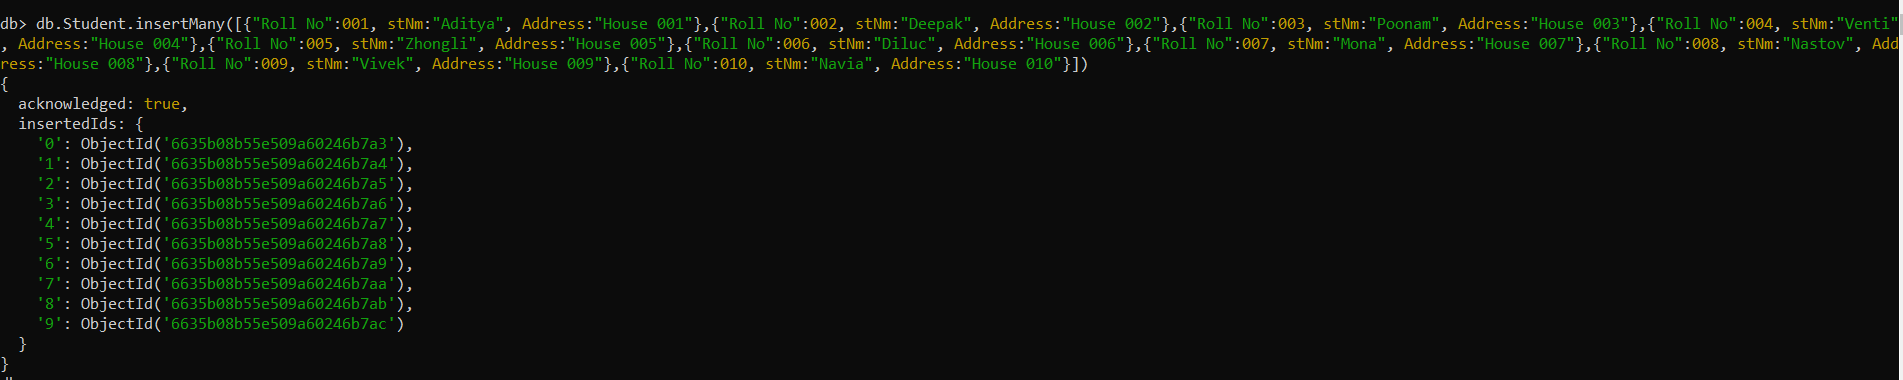 db> db.Student.insertMany([{"Roll No":001, stNm:"Aditya", Address:"House 001"},{"Roll No":002, stNm:"Deepak", Address:"House 002"},{"Roll No":003, stNm:"Poonam", Address:"House 003"},{"Roll No":004, stNm:"Venti"
, Address:"House 004"},{"Roll No":005, stNm:"Zhongli", Address:"House 005"},{"Roll No":006, stNm:"Diluc", Address:"House 006"},{"Roll No":007, stNm:"Mona", Address:"House 007"},{"Roll No":008, stNm:"Nastov", Add
ress:"House 008"},{"Roll No":009, stNm:"Vivek", Address:"House 009"},{"Roll No":010, stNm:"Navia", Address:"House 010"}])
{
  acknowledged: true,
  insertedIds: {
    '0': ObjectId('6635b08b55e509a60246b7a3'),
    '1': ObjectId('6635b08b55e509a60246b7a4'),
    '2': ObjectId('6635b08b55e509a60246b7a5'),
    '3': ObjectId('6635b08b55e509a60246b7a6'),
    '4': ObjectId('6635b08b55e509a60246b7a7'),
    '5': ObjectId('6635b08b55e509a60246b7a8'),
    '6': ObjectId('6635b08b55e509a60246b7a9'),
    '7': ObjectId('6635b08b55e509a60246b7aa'),
    '8': ObjectId('6635b08b55e509a60246b7ab'),
    '9': ObjectId('6635b08b55e509a60246b7ac')
  }
}